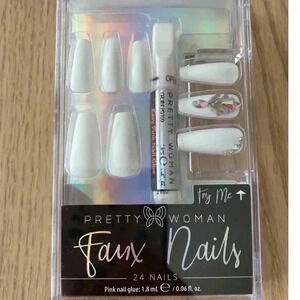 PRETTY WOMAN
Try Me
PRETTY WOMAN
Faux Nails
24 NAILS
Pink nail glue: 1.8 mL e / 0.06 fl. oz.